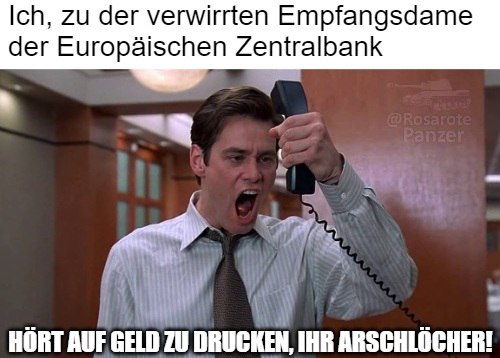 Ich, zu der verwirrten Empfangsdame
der Europäischen Zentralbank
@Rosarote
Panzer
HÖRT AUF GELD ZU DRUCKEN, IHR ARSCHLÖCHER!